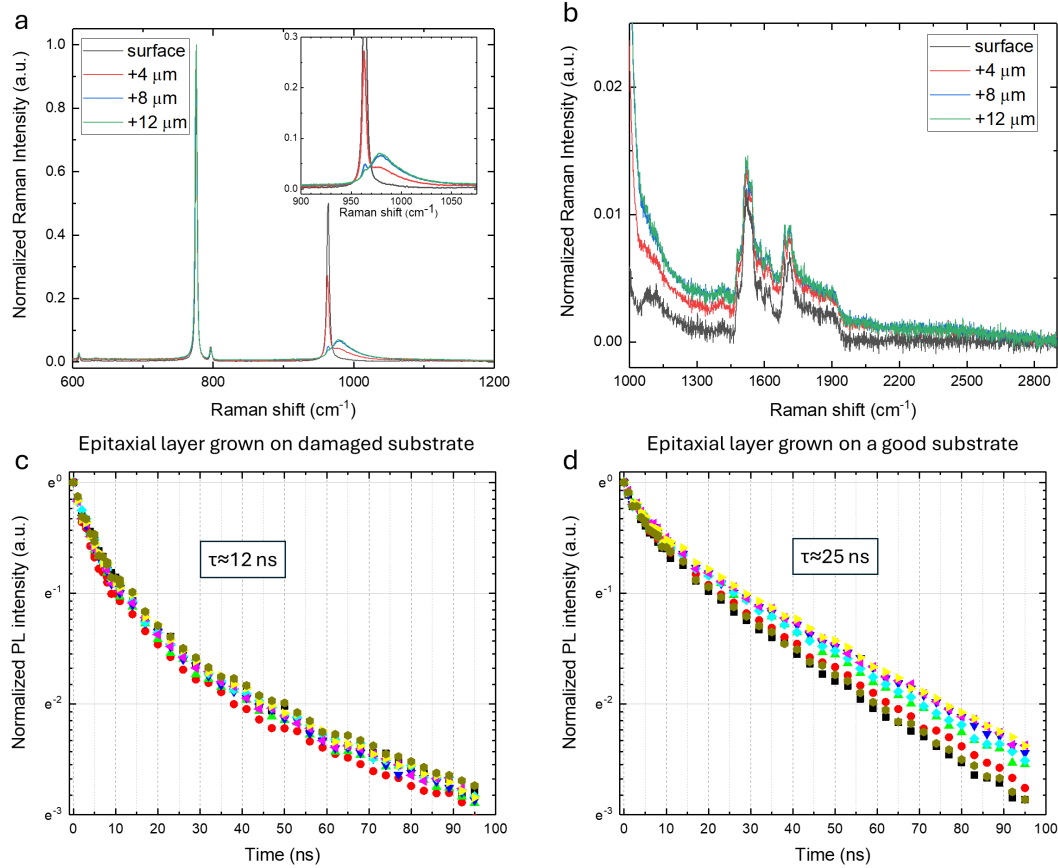 a
Normalized Raman Intensity (a.u.)
1.0
0.8
0.6
0.4
0.2
0.0
600
800
1000
1200
Raman shift (cm⁻¹)
surface
+4 μm
+8 μm
+12 μm
0.3
0.2
0.1
0.0
900
950
1000
1050
Raman shift (cm⁻¹)
b
Normalized Raman Intensity (a.u.)
0.02
0.01
0.00
1000
1300
1600
1900
2200
2500
2800
Raman shift (cm⁻¹)
surface
+4 μm
+8 μm
+12 μm
Epitaxial layer grown on damaged substrate
c
Normalized PL intensity (a.u.)
e⁰
e⁻¹
e⁻²
e⁻³
τ≈12 ns
0 10 20 30 40 50 60 70 80 90 100
Time (ns)
Epitaxial layer grown on a good substrate
d
Normalized PL intensity (a.u.)
e⁰
e⁻¹
e⁻²
e⁻³
τ≈25 ns
0 10 20 30 40 50 60 70 80 90 100
Time (ns)